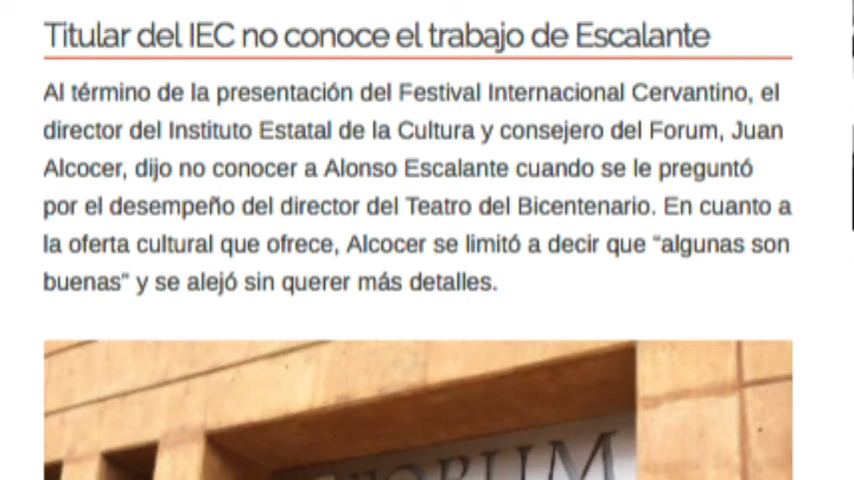 Titular del IEC no conoce el trabajo de Escalante
Al término de la presentación del Festival Internacional Cervantino, el
director del Instituto Estatal de la Cultura y consejero del Forum, Juan
Alcocer, dijo no conocer a Alonso Escalante cuando se le preguntó
por el desempeño del director del Teatro del Bicentenario. En cuanto a
la oferta cultural que ofrece, Alcocer se limitó a decir que “algunas son
buenas” y se alejó sin querer más detalles.
FORUM